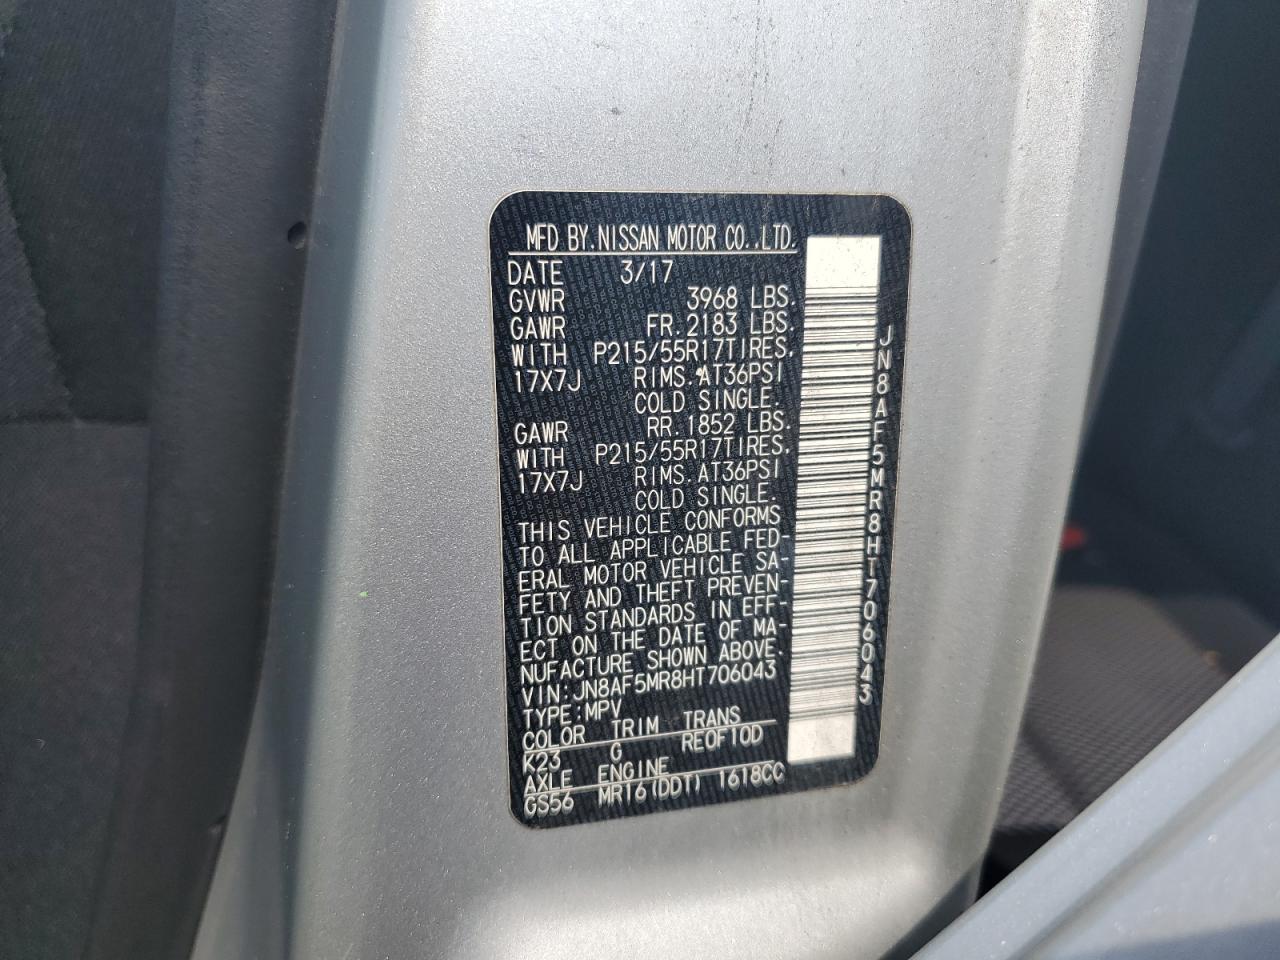 MFD BY.NISSAN MOTOR CO.,LTD.
DATE 3/17
GVWR 3968 LBS.
GAWR FR.2183 LBS.
WITH P215/55R17TIRES.
17X7J RIMS.AT36PSI
COLD SINGLE.
GAWR RR.1852 LBS.
WITH P215/55R17TIRES.
17X7J RIMS.AT36PSI
COLD SINGLE.
THIS VEHICLE CONFORMS
TO ALL APPLICABLE FED-
ERAL MOTOR VEHICLE SA-
FETY AND THEFT PREVEN-
TION STANDARDS IN EFF-
ECT ON THE DATE OF MA-
NUFACTURE SHOWN ABOVE.
VIN:JN8AF5MR8HT706043
TYPE:MPV
COLOR TRIM TRANS
K23 G RE0F10D
AXLE ENGINE
GS56 MR16(DDT) 1618CC
JN8AF5MR8HT706043